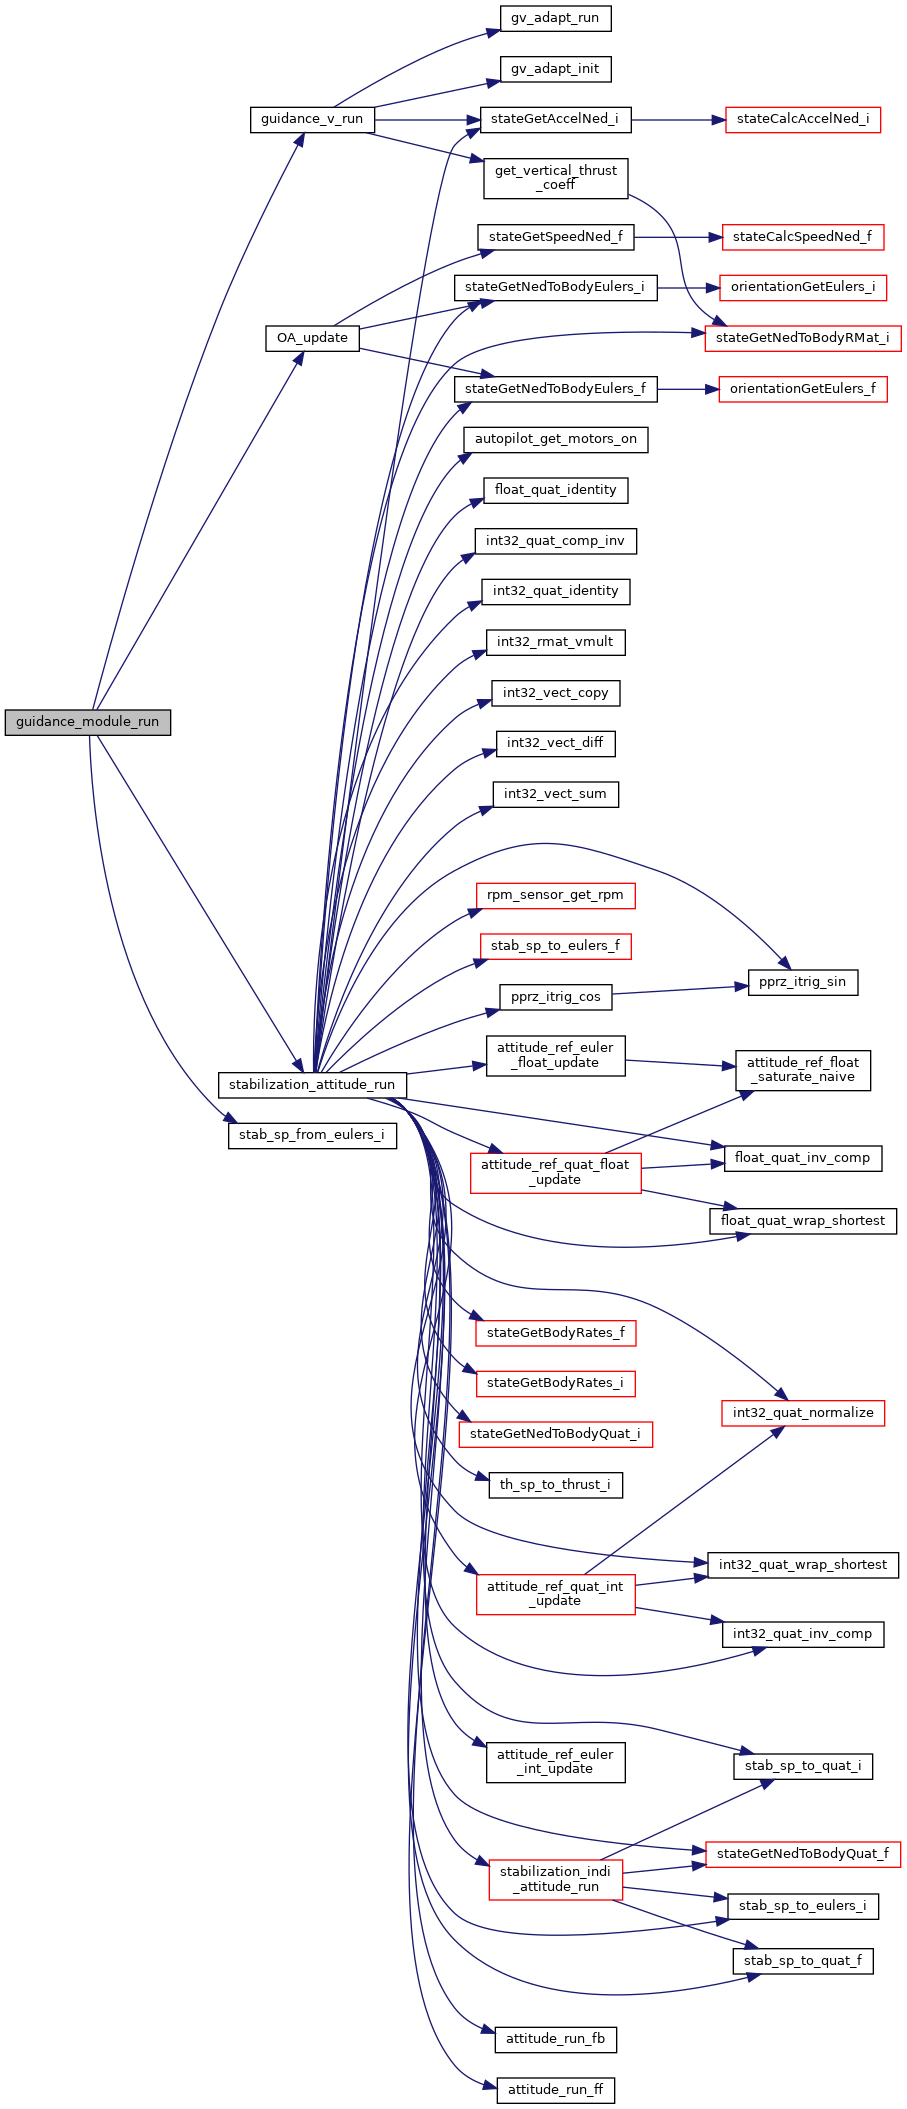 gv_adapt_run
gv_adapt_init
guidance_v_run
stateGetAccelNed_i
stateCalcAccelNed_i
get_vertical_thrust
_coeff
stateGetSpeedNed_f
stateCalcSpeedNed_f
stateGetNedToBodyEulers_i
orientationGetEulers_i
OA_update
stateGetNedToBodyRMat_i
stateGetNedToBodyEulers_f
orientationGetEulers_f
autopilot_get_motors_on
float_quat_identity
int32_quat_comp_inv
int32_quat_identity
int32_rmat_vmult
int32_vect_copy
guidance_module_run
int32_vect_diff
int32_vect_sum
rpm_sensor_get_rpm
stab_sp_to_eulers_f
pprz_itrig_sin
pprz_itrig_cos
attitude_ref_euler
_float_update
attitude_ref_float
_saturate_naive
stabilization_attitude_run
stab_sp_from_eulers_i
float_quat_inv_comp
attitude_ref_quat_float
_update
float_quat_wrap_shortest
stateGetBodyRates_f
stateGetBodyRates_i
int32_quat_normalize
stateGetNedToBodyQuat_i
th_sp_to_thrust_i
int32_quat_wrap_shortest
attitude_ref_quat_int
_update
int32_quat_inv_comp
attitude_ref_euler
_int_update
stab_sp_to_quat_i
stateGetNedToBodyQuat_f
stabilization_indi
_attitude_run
stab_sp_to_eulers_i
stab_sp_to_quat_f
attitude_run_fb
attitude_run_ff